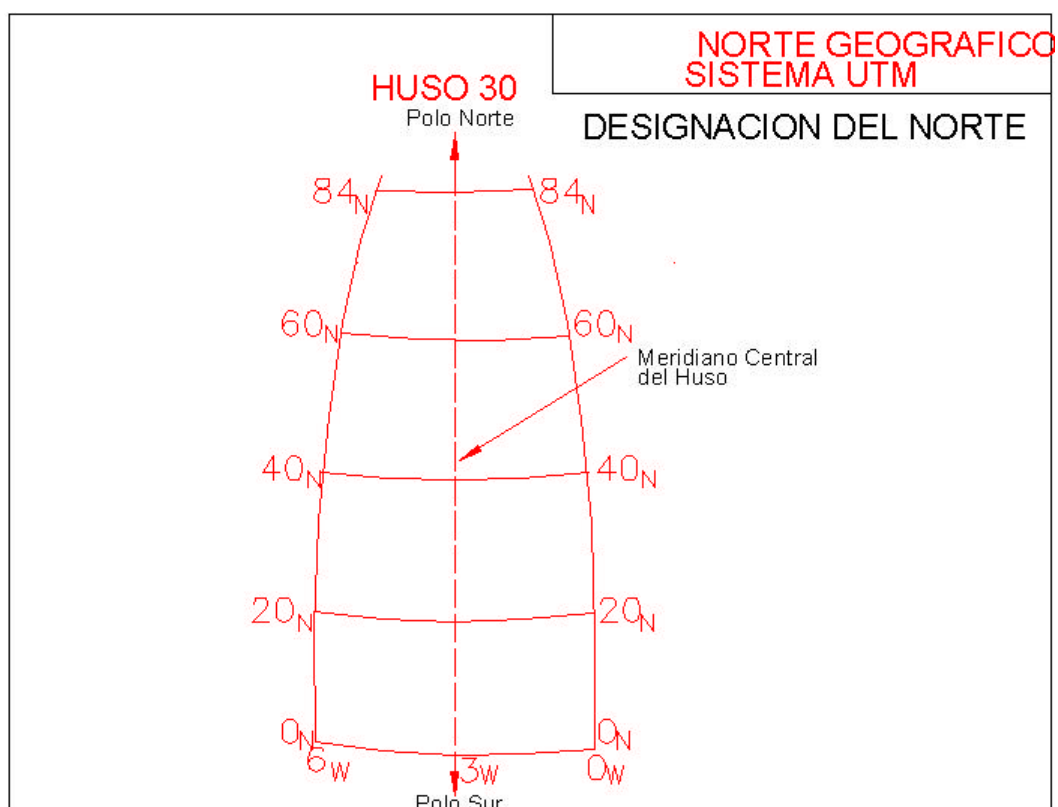 NORTE GEOGRAFICO
SISTEMA UTM
HUSO 30
Polo Norte
DESIGNACION DEL NORTE
84N 84N
60N 60N
Meridiano Central
del Huso
40N 40N
20N 20N
0N 0N
6W 3W 0W
Polo Sur